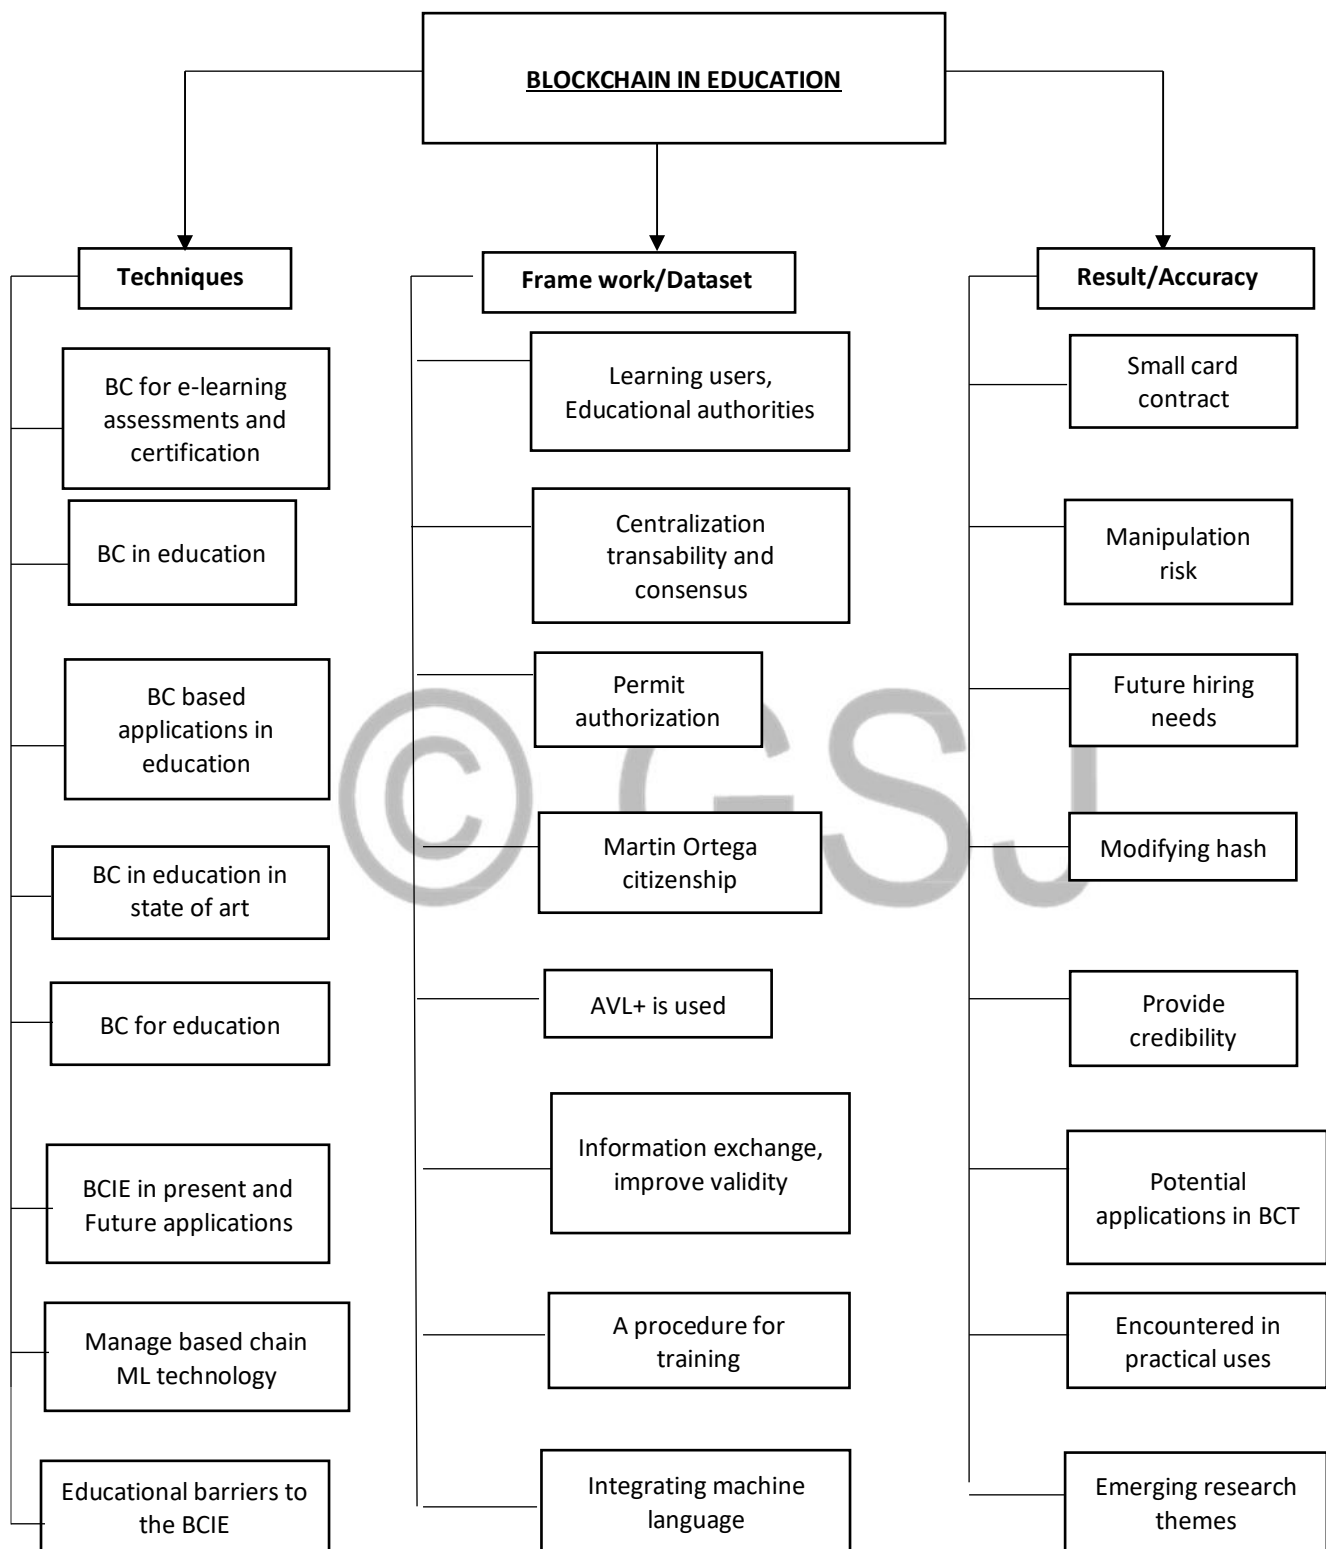 BLOCKCHAIN IN EDUCATION
Techniques
BC for e-learning
assessments and
certification
BC in education
BC based
applications in
education
BC in education in
state of art
BC for education
BCIE in present and
Future applications
Manage based chain
ML technology
Educational barriers to
the BCIE
Frame work/Dataset
Learning users,
Educational authorities
Centralization
transability and
consensus
Permit
authorization
Martin Ortega
citizenship
AVL+ is used
Information exchange,
improve validity
A procedure for
training
Integrating machine
language
Result/Accuracy
Small card
contract
Manipulation
risk
Future hiring
needs
Modifying hash
Provide
credibility
Potential
applications in BCT
Encountered in
practical uses
Emerging research
themes
© GSJ